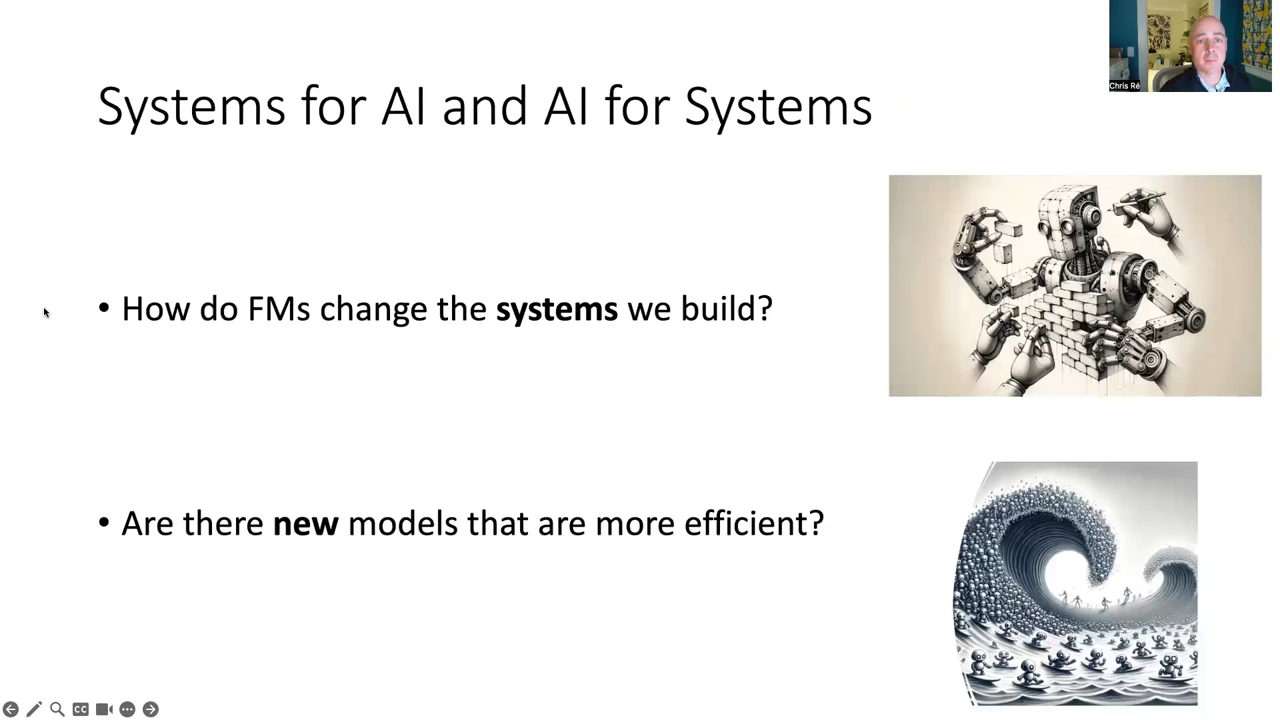 Chris Ré
Systems for AI and AI for Systems
• How do FMs change the systems we build?
• Are there new models that are more efficient?
CC